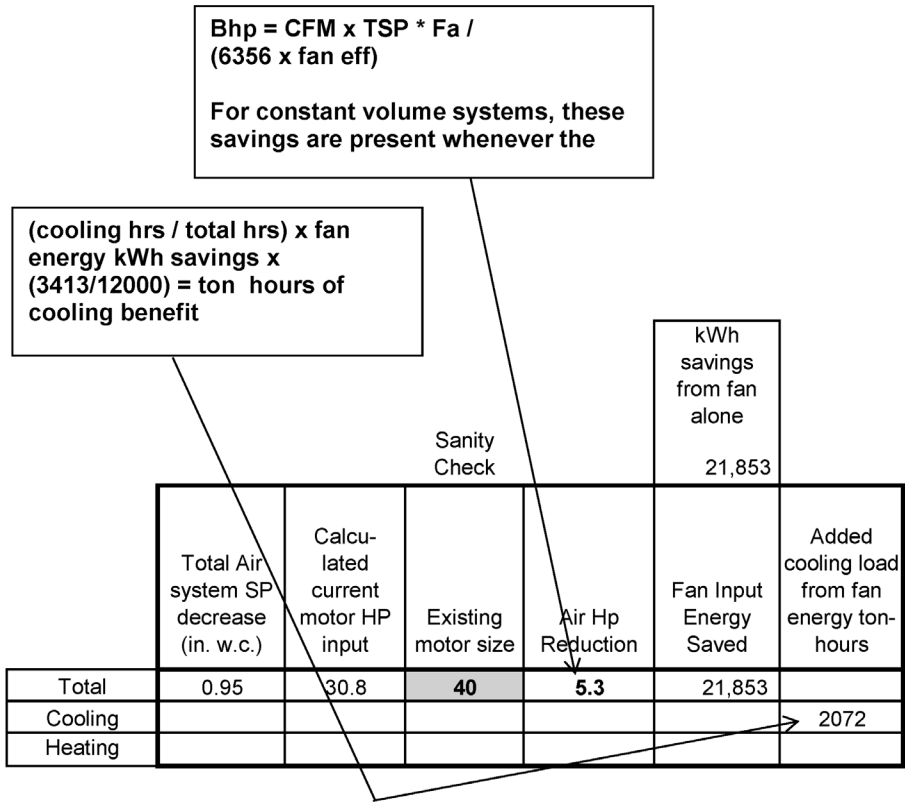 Bhp = CFM x TSP * Fa /
(6356 x fan eff)
For constant volume systems, these
savings are present whenever the
(cooling hrs / total hrs) x fan
energy kWh savings x
(3413/12000) = ton hours of
cooling benefit
kWh
savings
from fan
alone
21,853
Sanity
Check
Total Air
system SP
decrease
(in. w.c.)
Calcu-
lated
current
motor HP
input
Existing
motor size
Air Hp
Reduction
Fan Input
Energy
Saved
Added
cooling load
from fan
energy ton-
hours
Total 0.95 30.8 40 5.3 21,853
Cooling 2072
Heating